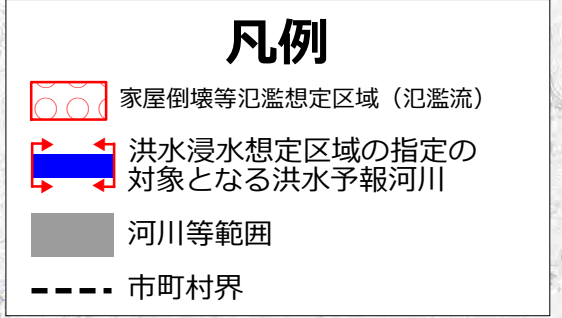 凡例
家屋倒壊等氾濫想定区域（氾濫流）
洪水浸水想定区域の指定の
対象となる洪水予報河川
河川等範囲
市町村界